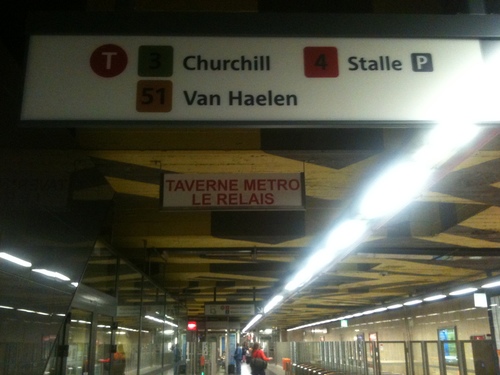 T 3 Churchill 4 Stalle P
51 Van Haelen
TAVERNE METRO
LE RELAIS